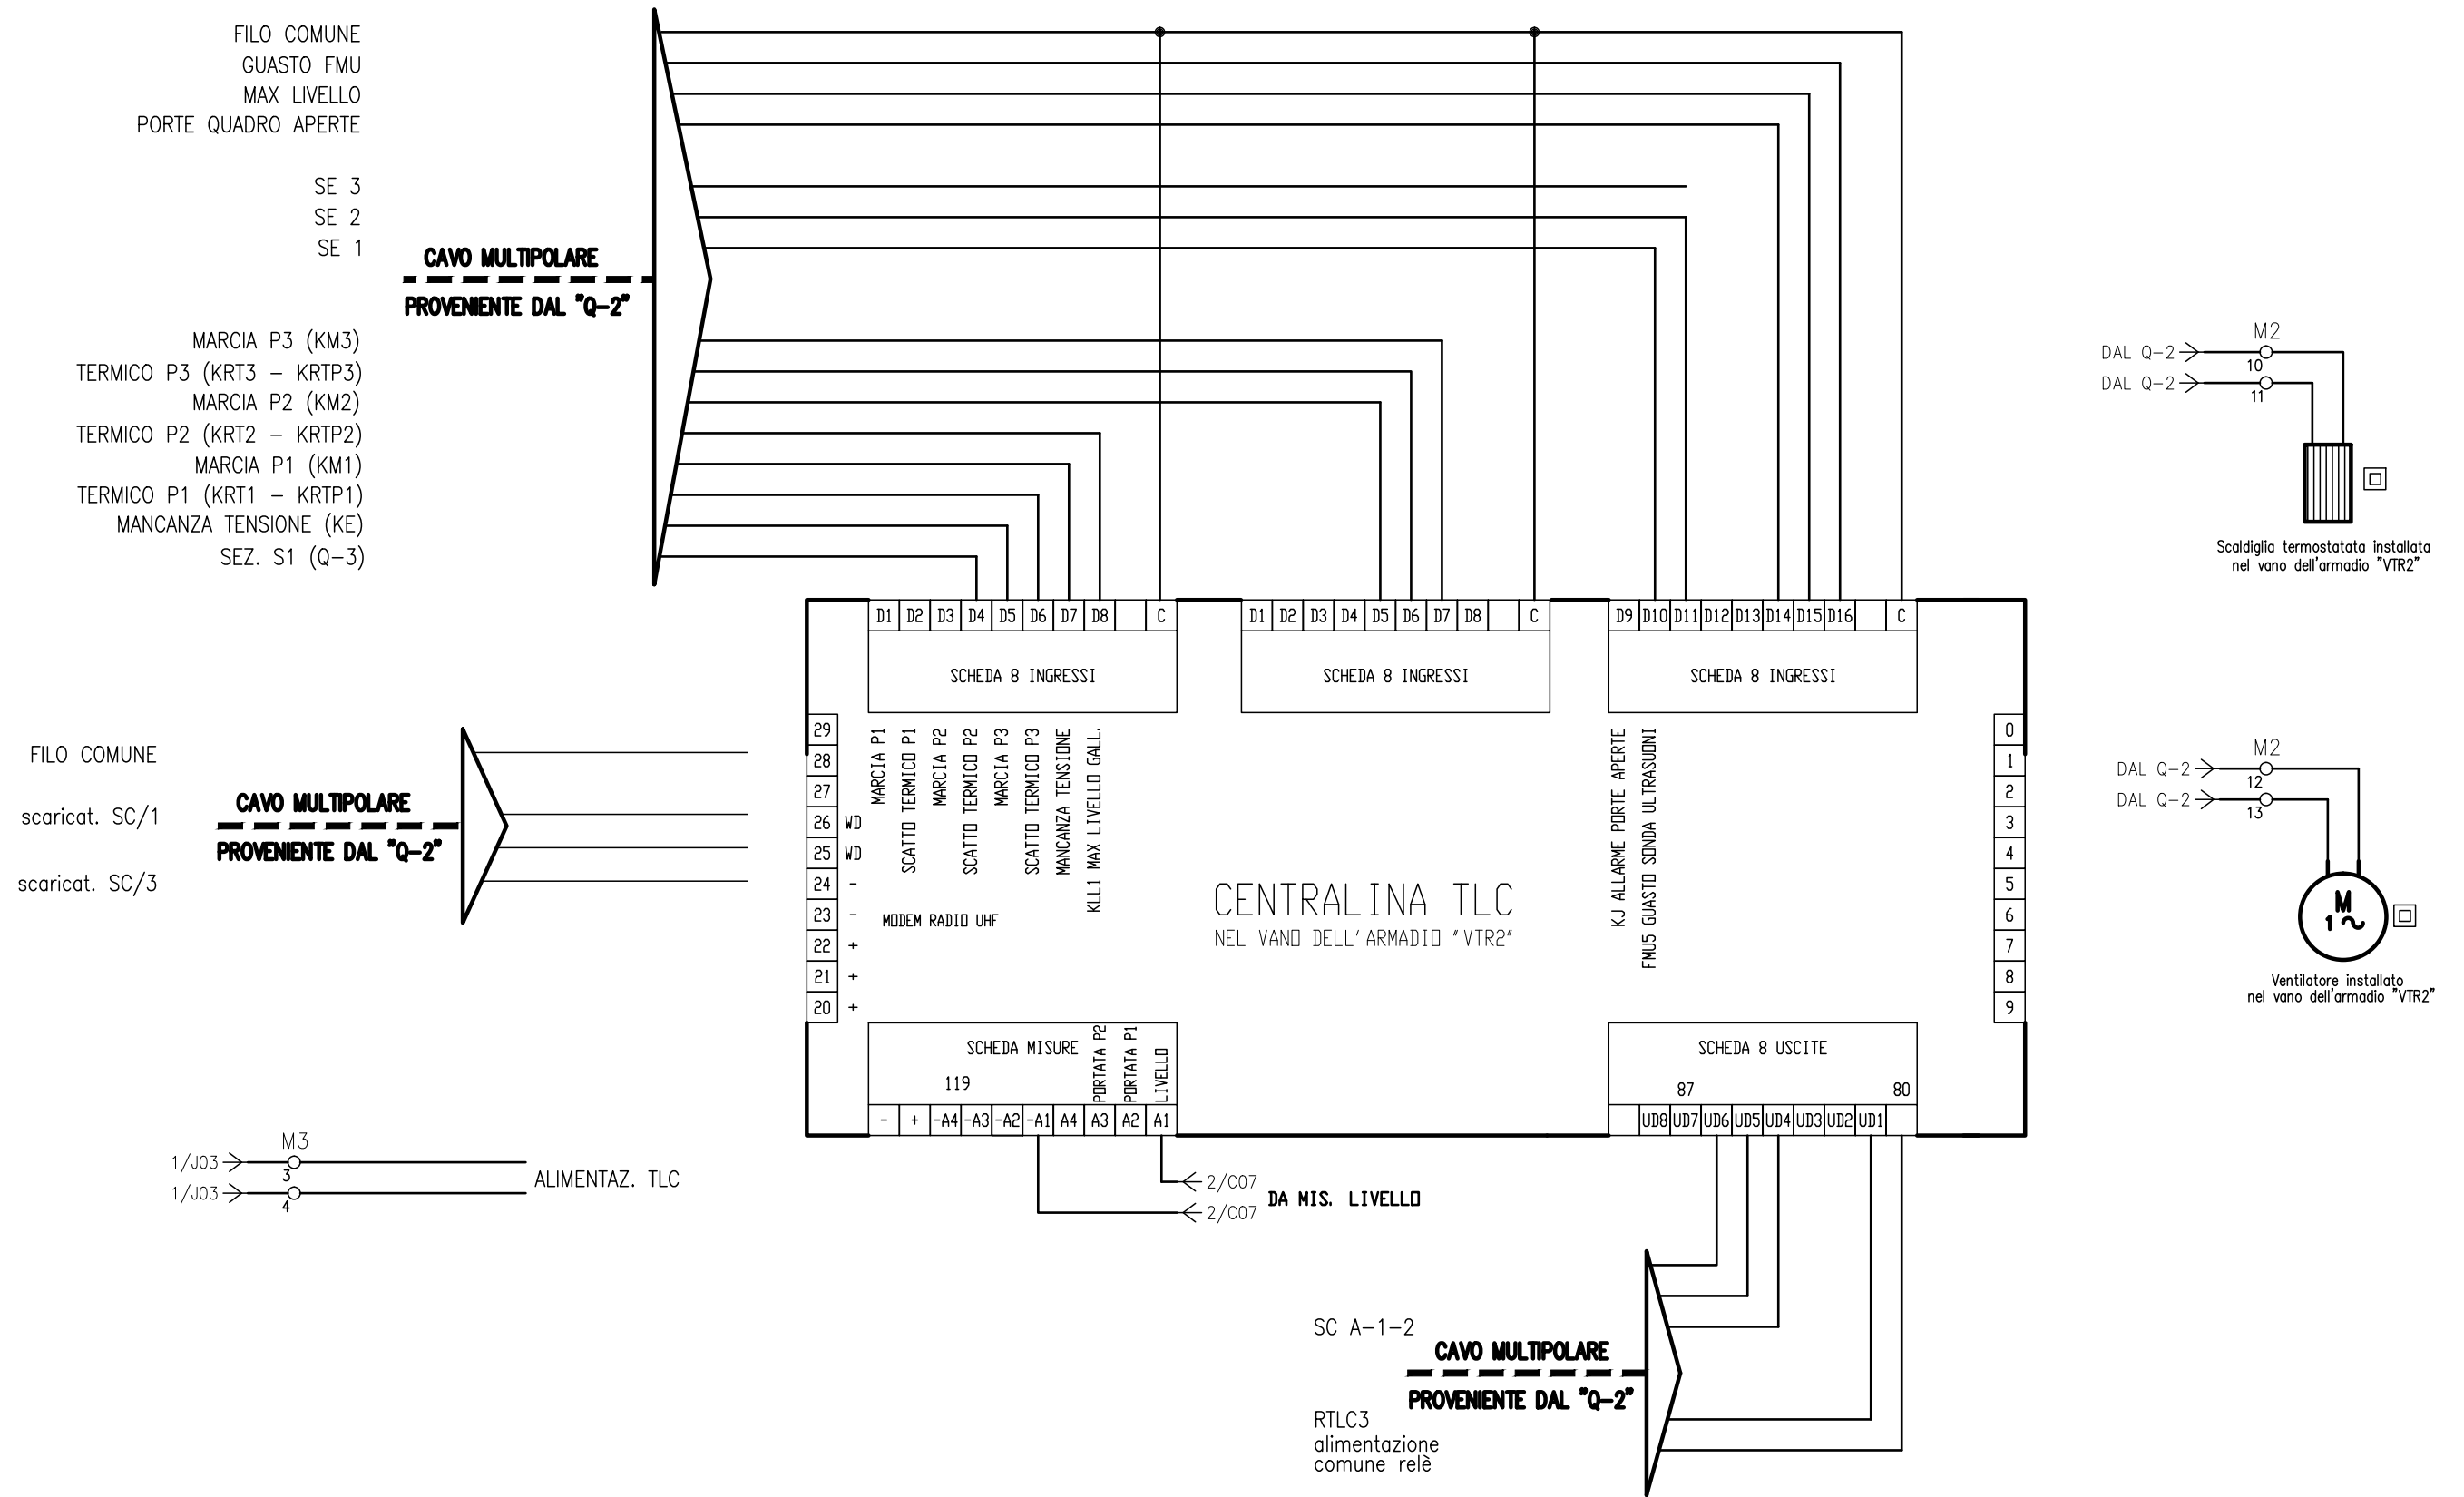 FILO COMUNE
GUASTO FMU
MAX LIVELLO
PORTE QUADRO APERTE
SE 3
SE 2
SE 1
CAVO MULTIPOLARE
PROVENIENTE DAL "Q-2"
MARCIA P3 (KM3)
TERMICO P3 (KRT3 - KRTP3)
MARCIA P2 (KM2)
TERMICO P2 (KRT2 - KRTP2)
MARCIA P1 (KM1)
TERMICO P1 (KRT1 - KRTP1)
MANCANZA TENSIONE (KE)
SEZ. S1 (Q-3)
D1 D2 D3 D4 D5 D6 D7 D8 C
SCHEDA 8 INGRESSI
D1 D2 D3 D4 D5 D6 D7 D8 C
SCHEDA 8 INGRESSI
D9 D10 D11 D12 D13 D14 D15 D16 C
SCHEDA 8 INGRESSI
M2
DAL Q-2
10
DAL Q-2
11
Scaldiglia termostatata installata
nel vano dell'armadio "VTR2"
FILO COMUNE
scaricat. SC/1
CAVO MULTIPOLARE
PROVENIENTE DAL "Q-2"
scaricat. SC/3
29
28
27
26 WD
25 WD
24 -
23 -
22 +
21 +
20 +
MARCIA P1
SCATTO TERMICO P1
MARCIA P2
SCATTO TERMICO P2
MARCIA P3
SCATTO TERMICO P3
MANCANZA TENSIONE
KLL1 MAX LIVELLO GALL.
MODEM RADIO UHF
CENTRALINA TLC
NEL VANO DELL'ARMADIO "VTR2"
KJ ALLARME PORTE APERTE
FMU5 GUASTO SONDA ULTRASUONI
0
1
2
3
4
5
6
7
8
9
M2
DAL Q-2
12
DAL Q-2
13
M
1~
Ventilatore installato
nel vano dell'armadio "VTR2"
SCHEDA MISURE
119
PORTATA P2
PORTATA P1
LIVELLO
- + -A4 -A3 -A2 -A1 A4 A3 A2 A1
SCHEDA 8 USCITE
87 80
UD8 UD7 UD6 UD5 UD4 UD3 UD2 UD1
M3
1/J03
3
1/J03
4
ALIMENTAZ. TLC
2/C07
2/C07
DA MIS. LIVELLO
SC A-1-2
CAVO MULTIPOLARE
PROVENIENTE DAL "Q-2"
RTLC3
alimentazione
comune relè